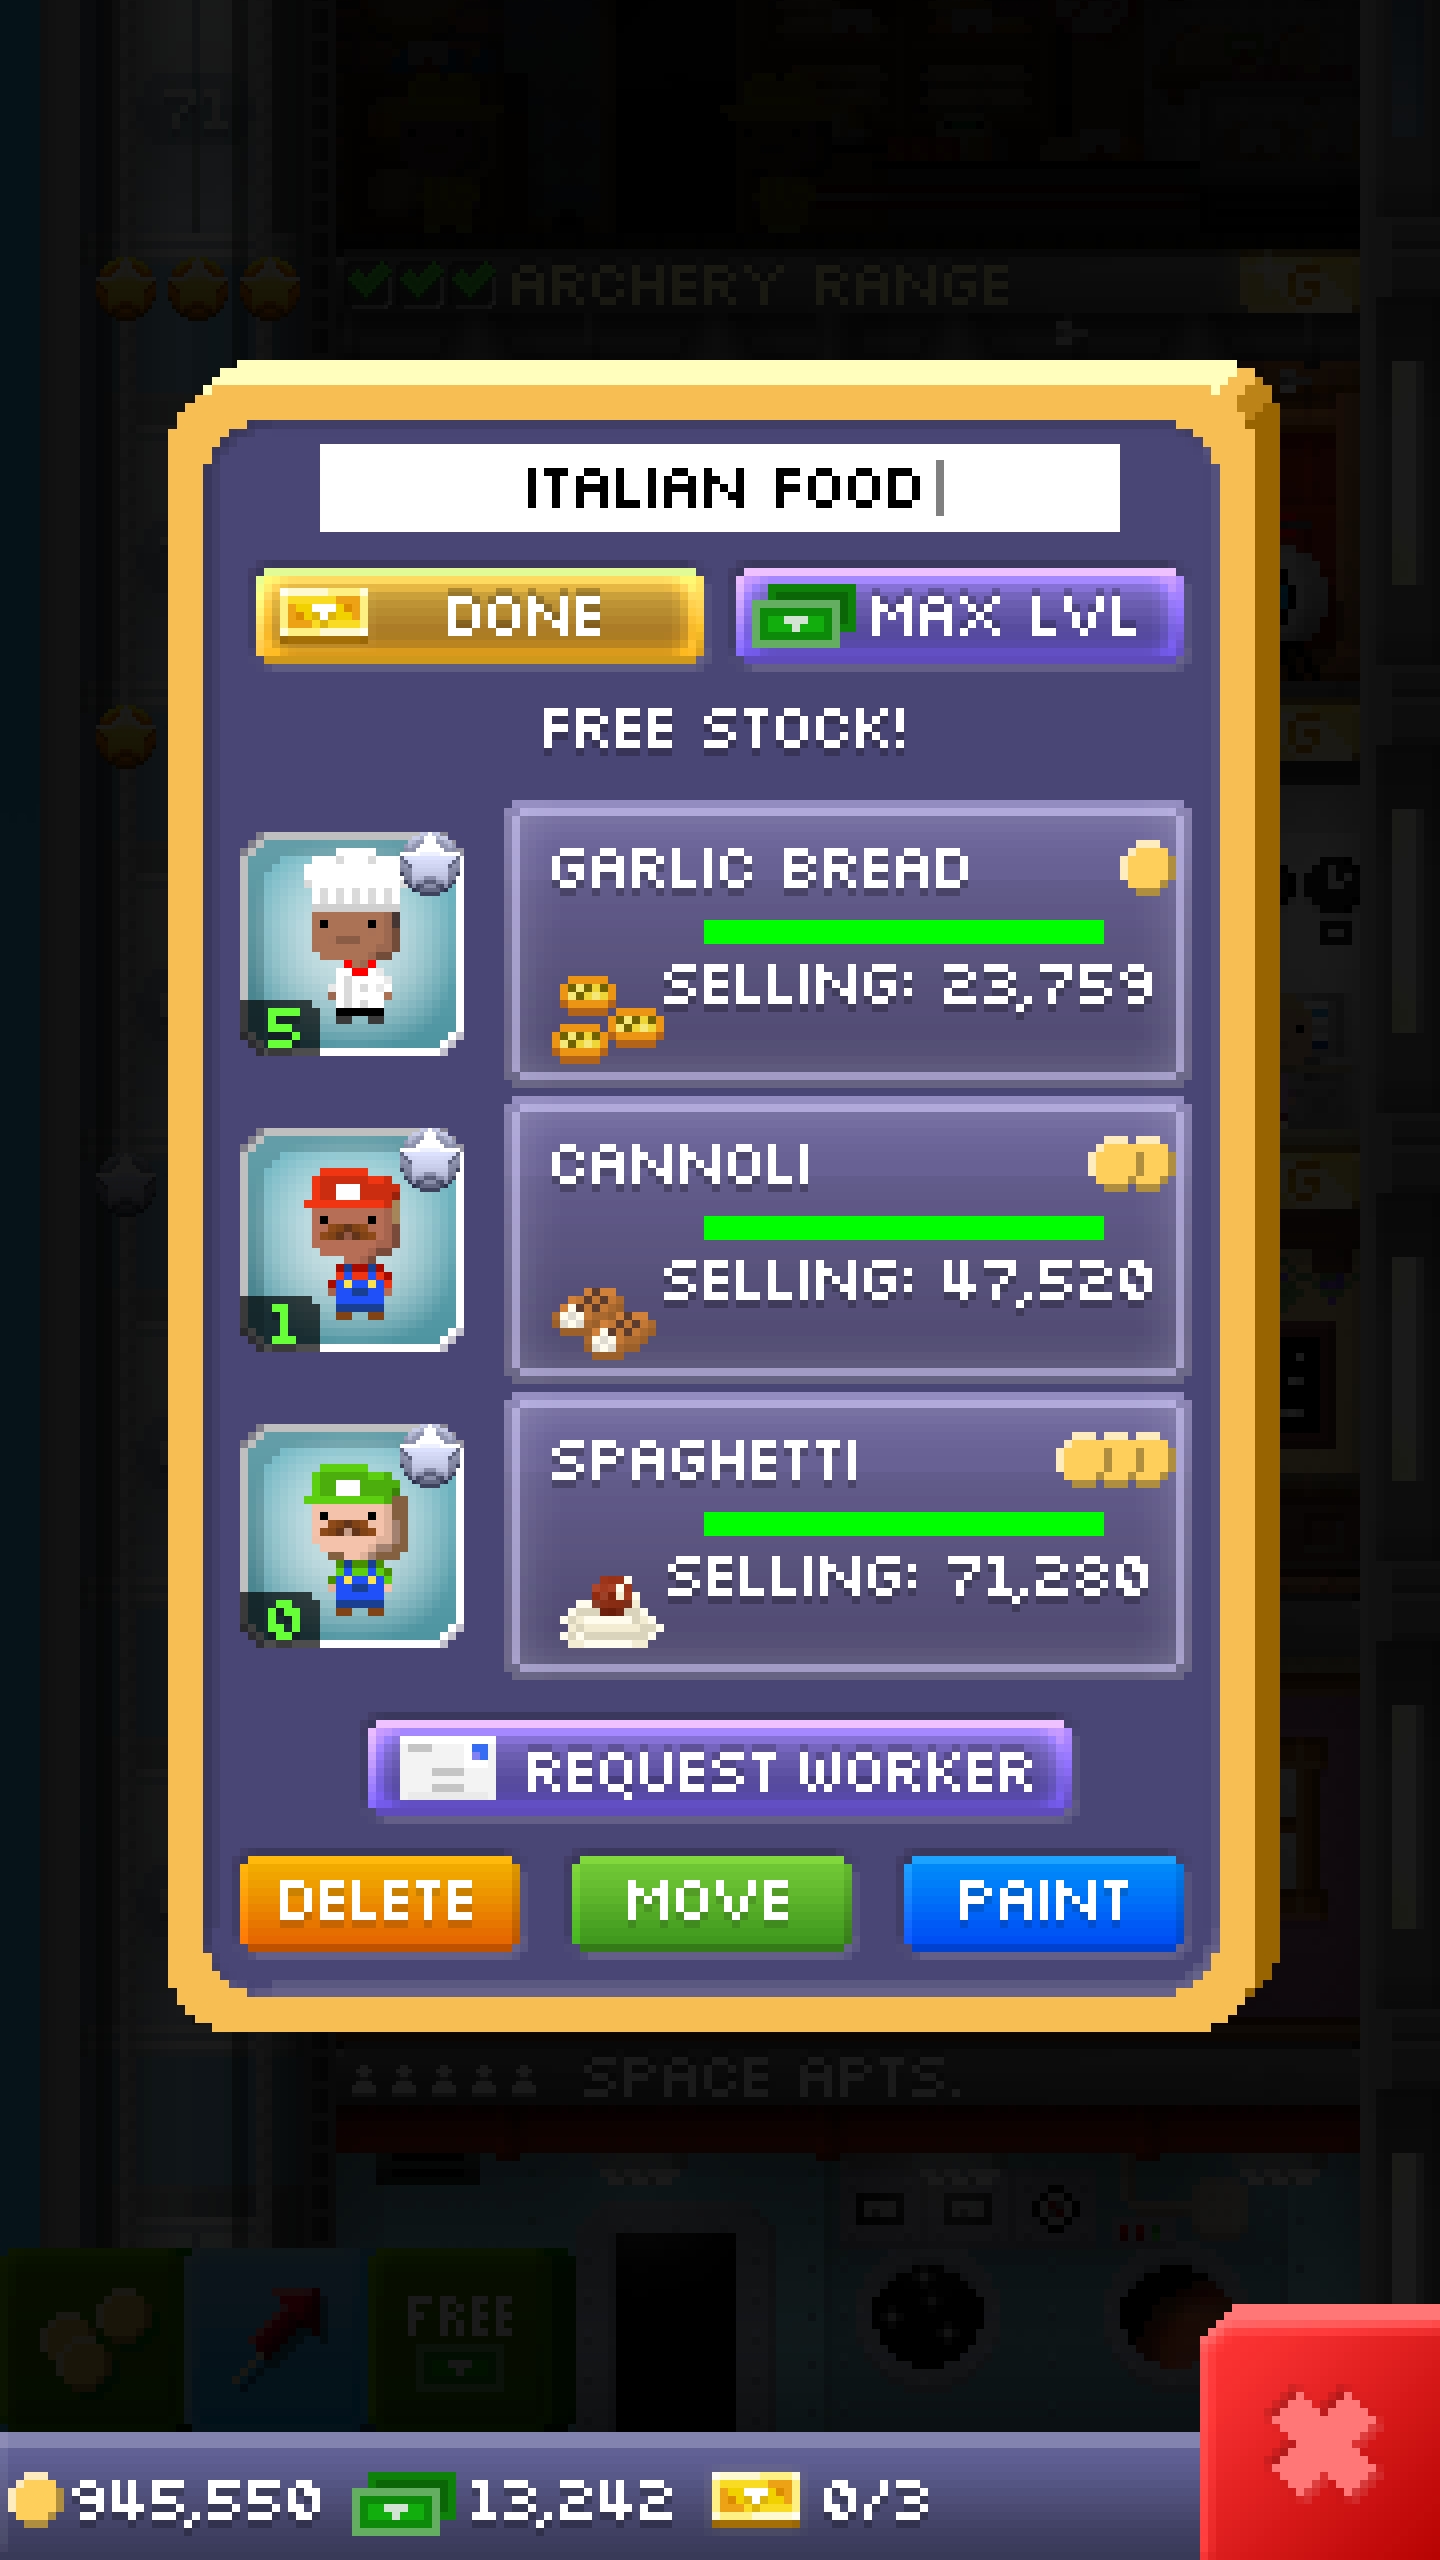 71
ARCHERY RANGE
G
ITALIAN FOOD
DONE
MAX LVL
G
FREE STOCK!
GARLIC BREAD
SELLING: 23,759
5
CANNOLI
G
SELLING: 47,520
1
SPAGHETTI
SELLING: 71,280
0
REQUEST WORKER
DELETE
MOVE
PAINT
SPACE APTS.
FREE
945,550
13,242
0/3